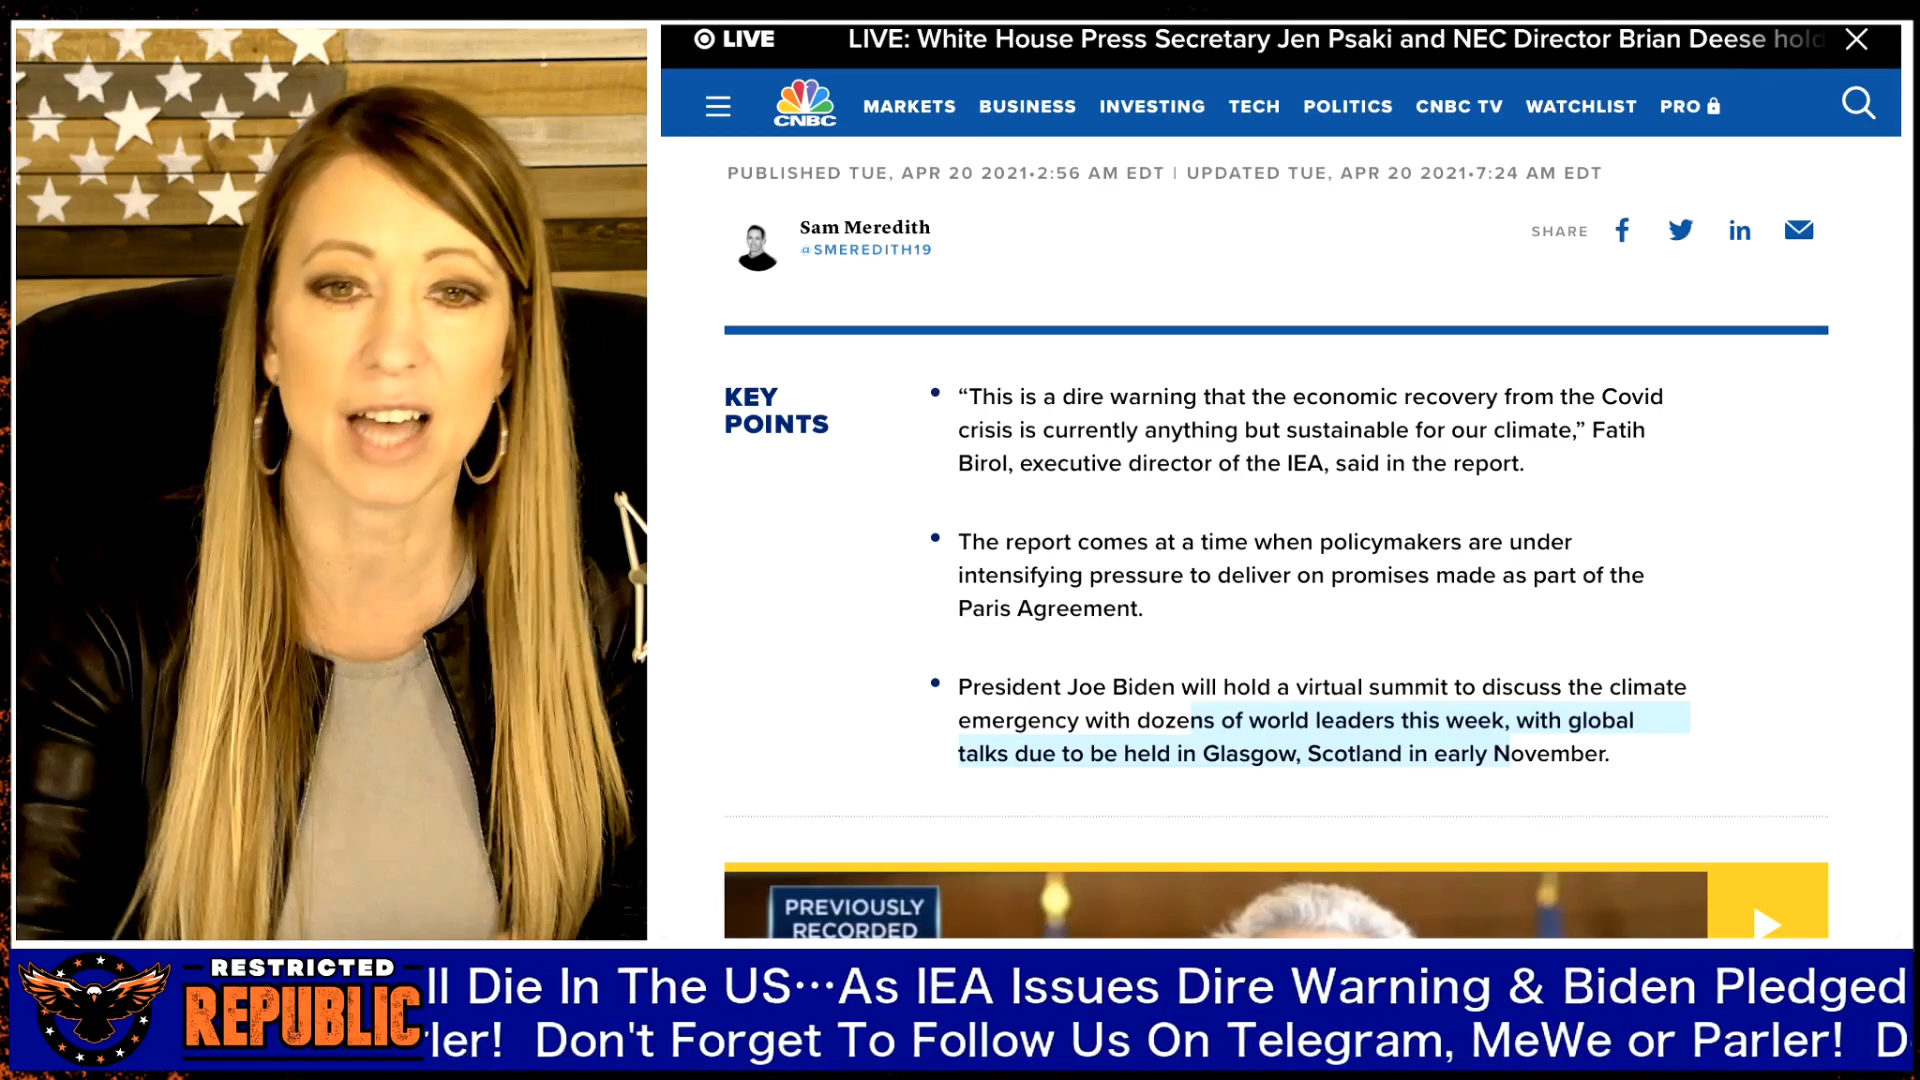 LIVE
LIVE: White House Press Secretary Jen Psaki and NEC Director Brian Deese hold
CNBC
MARKETS BUSINESS INVESTING TECH POLITICS CNBC TV WATCHLIST PRO
PUBLISHED TUE, APR 20 2021•2:56 AM EDT | UPDATED TUE, APR 20 2021•7:24 AM EDT
Sam Meredith
@SMEREDITH19
SHARE
KEY
POINTS
• “This is a dire warning that the economic recovery from the Covid
crisis is currently anything but sustainable for our climate,” Fatih
Birol, executive director of the IEA, said in the report.
• The report comes at a time when policymakers are under
intensifying pressure to deliver on promises made as part of the
Paris Agreement.
• President Joe Biden will hold a virtual summit to discuss the climate
emergency with dozens of world leaders this week, with global
talks due to be held in Glasgow, Scotland in early November.
PREVIOUSLY
RECORDED
RESTRICTED
REPUBLIC
ll Die In The US···As IEA Issues Dire Warning & Biden Pledged
rler! Don't Forget To Follow Us On Telegram, MeWe or Parler! D